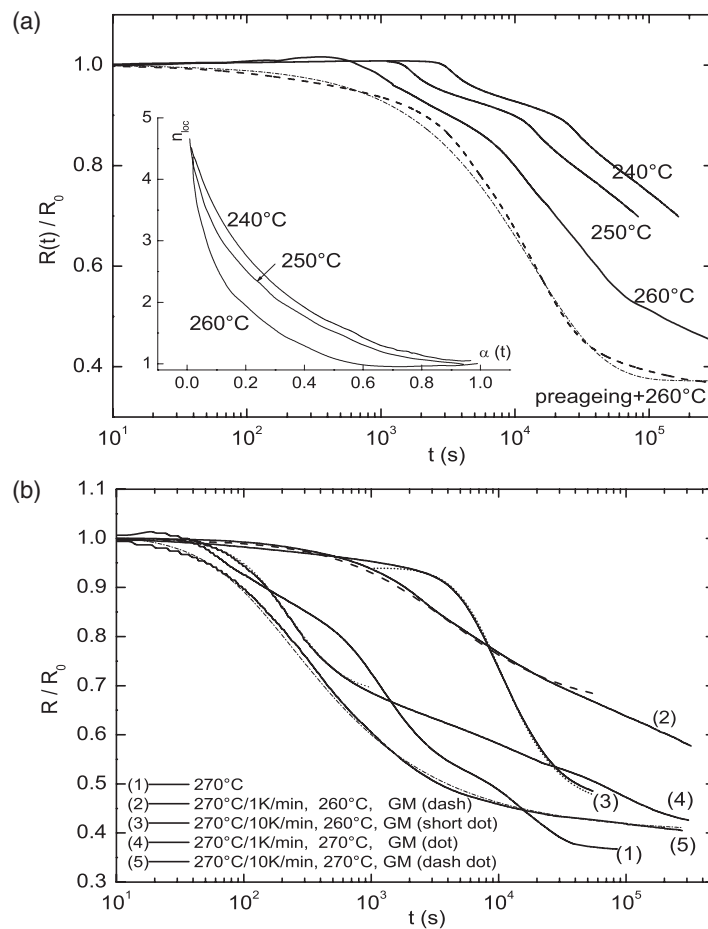 (a)
1.0
0.8
0.6
0.4
R(t) / R0
10^1
10^2
10^3
10^4
10^5
t (s)
240°C
250°C
260°C
preageing+260°C
n_loc
5
4
3
2
1
240°C
250°C
260°C
α (t)
0.0
0.2
0.4
0.6
0.8
1.0
(b)
1.1
1.0
0.9
0.8
0.7
0.6
0.5
0.4
0.3
R / R0
(2)
(3)
(4)
(5)
(1)
(1) 270°C
(2) 270°C/1K/min, 260°C, GM (dash)
(3) 270°C/10K/min, 260°C, GM (short dot)
(4) 270°C/1K/min, 270°C, GM (dot)
(5) 270°C/10K/min, 270°C, GM (dash dot)
10^1
10^2
10^3
10^4
10^5
t (s)